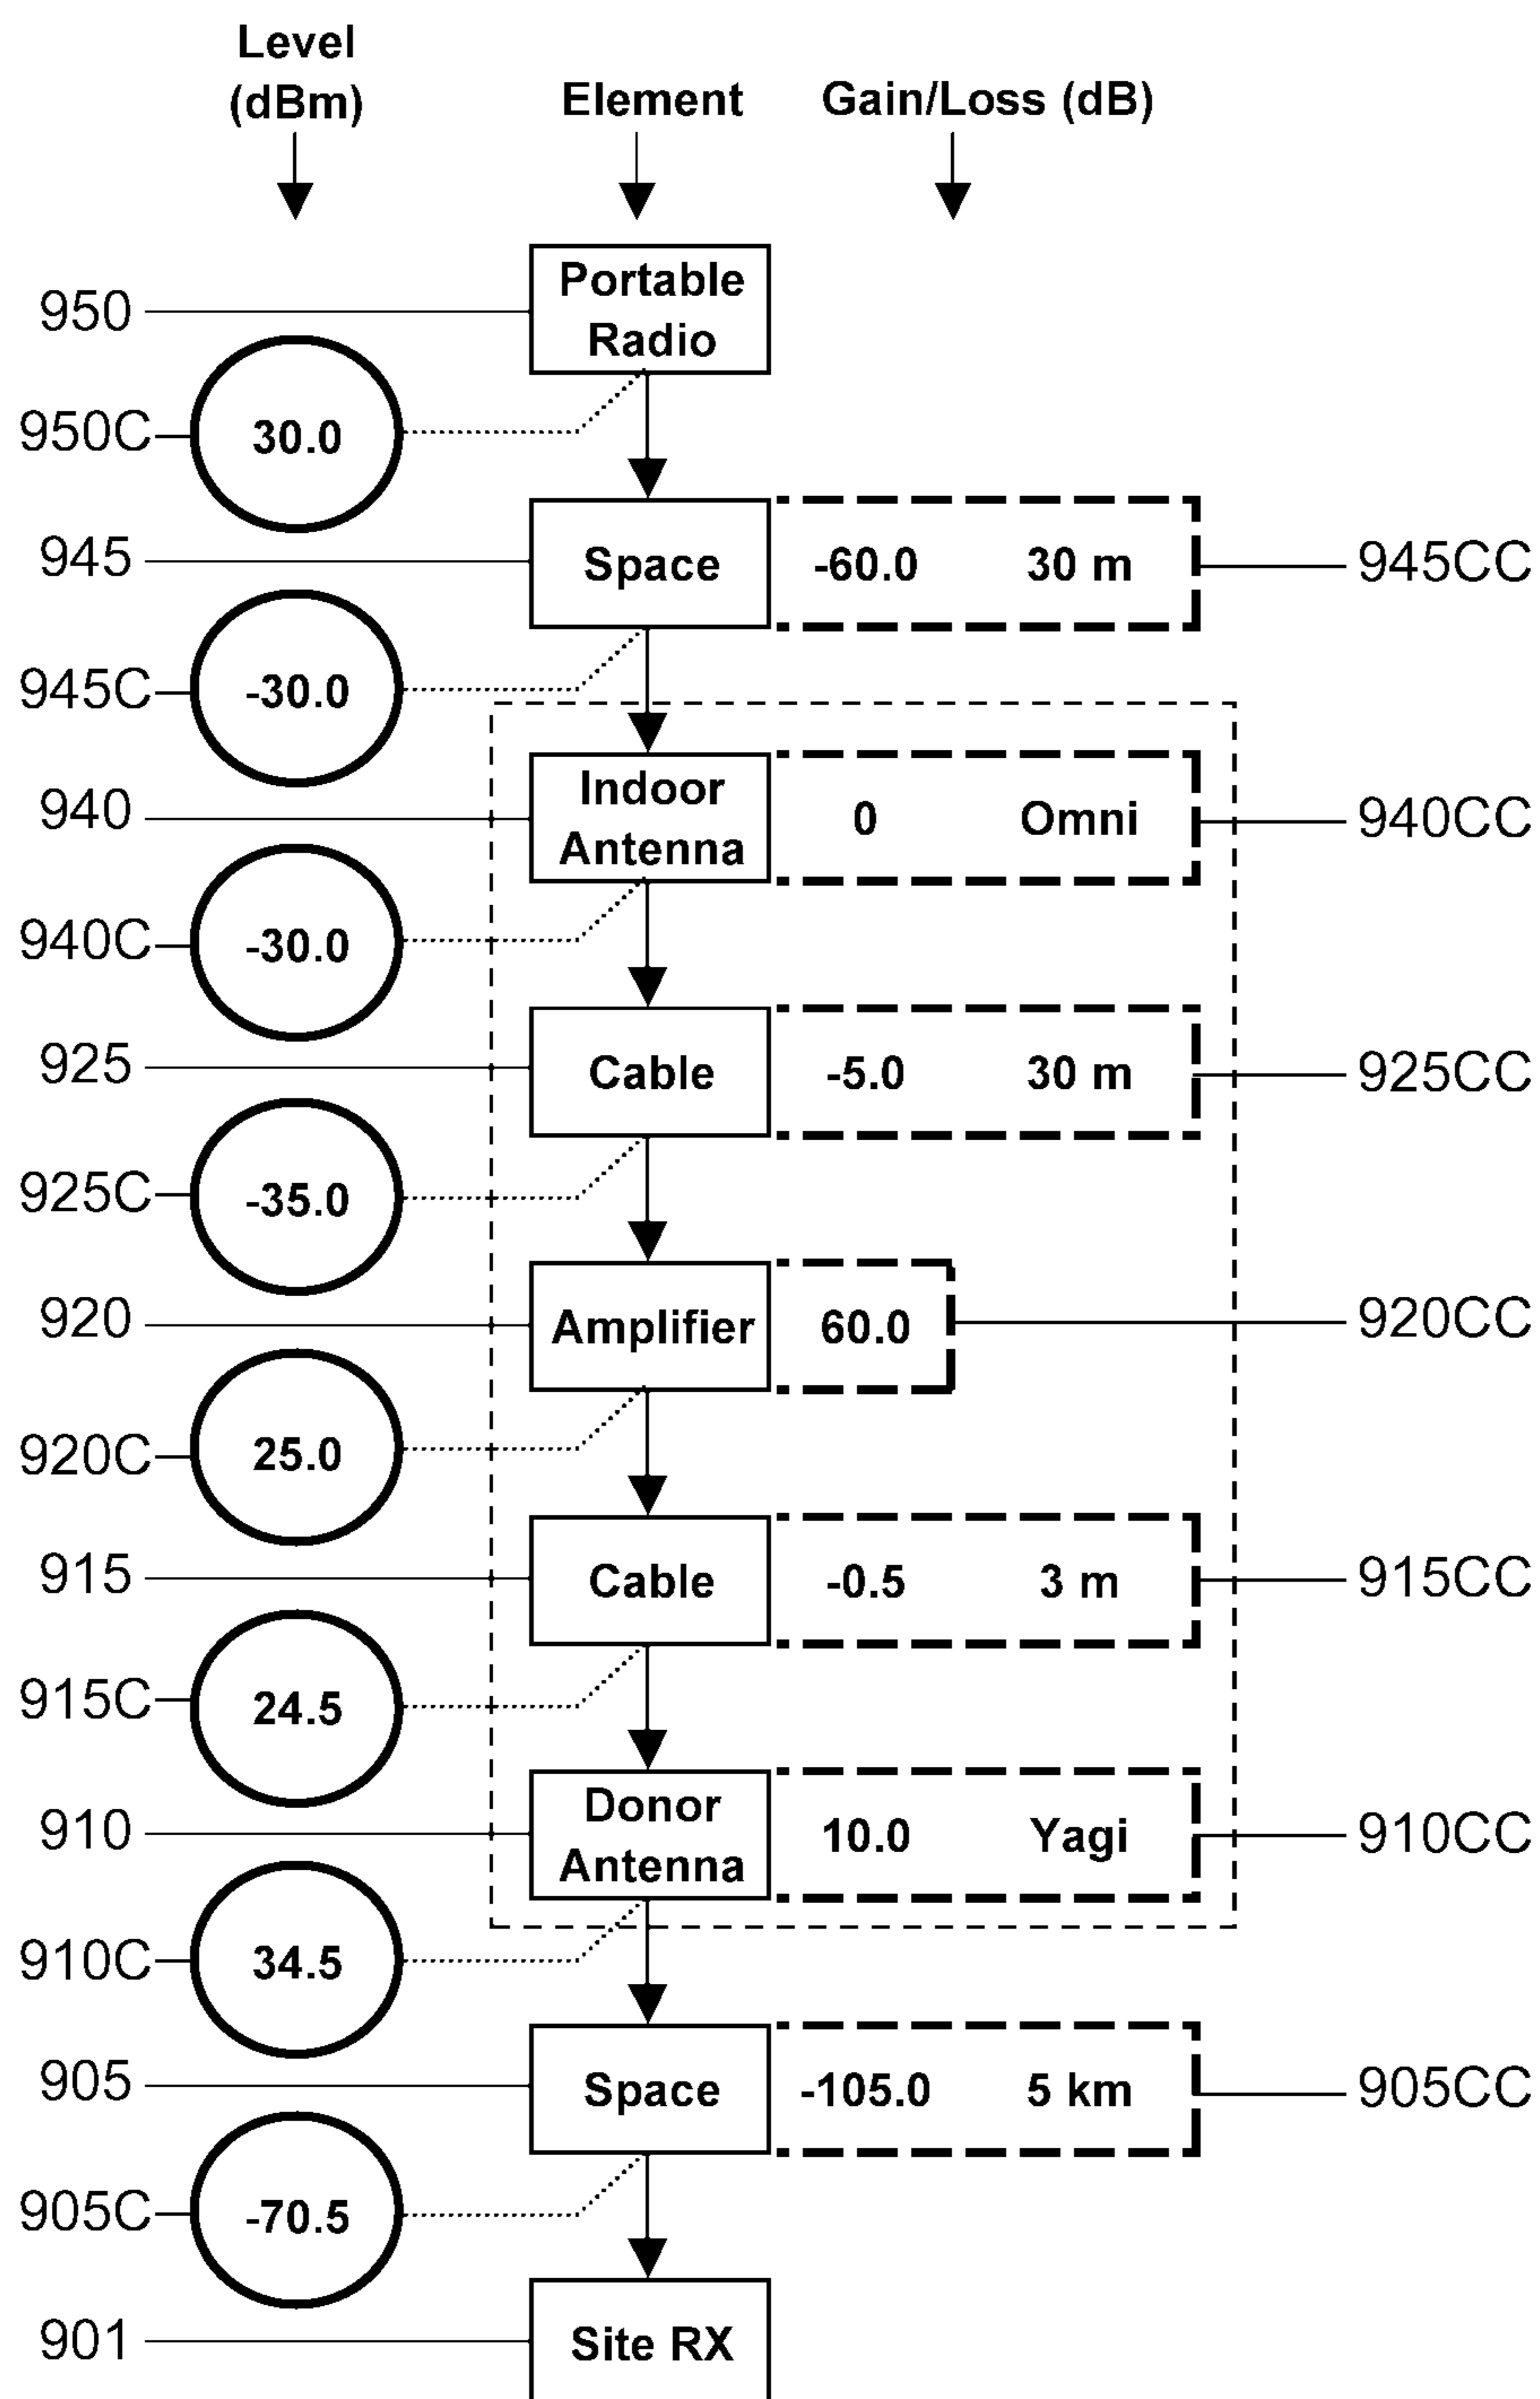 Level
(dBm)
Element
Gain/Loss (dB)
950
Portable
Radio
950C
30.0
945
Space
-60.0 30 m
945CC
945C
-30.0
940
Indoor
Antenna
0 Omni
940CC
940C
-30.0
925
Cable
-5.0 30 m
925CC
925C
-35.0
920
Amplifier
60.0
920CC
920C
25.0
915
Cable
-0.5 3 m
915CC
915C
24.5
910
Donor
Antenna
10.0 Yagi
910CC
910C
34.5
905
Space
-105.0 5 km
905CC
905C
-70.5
901
Site RX